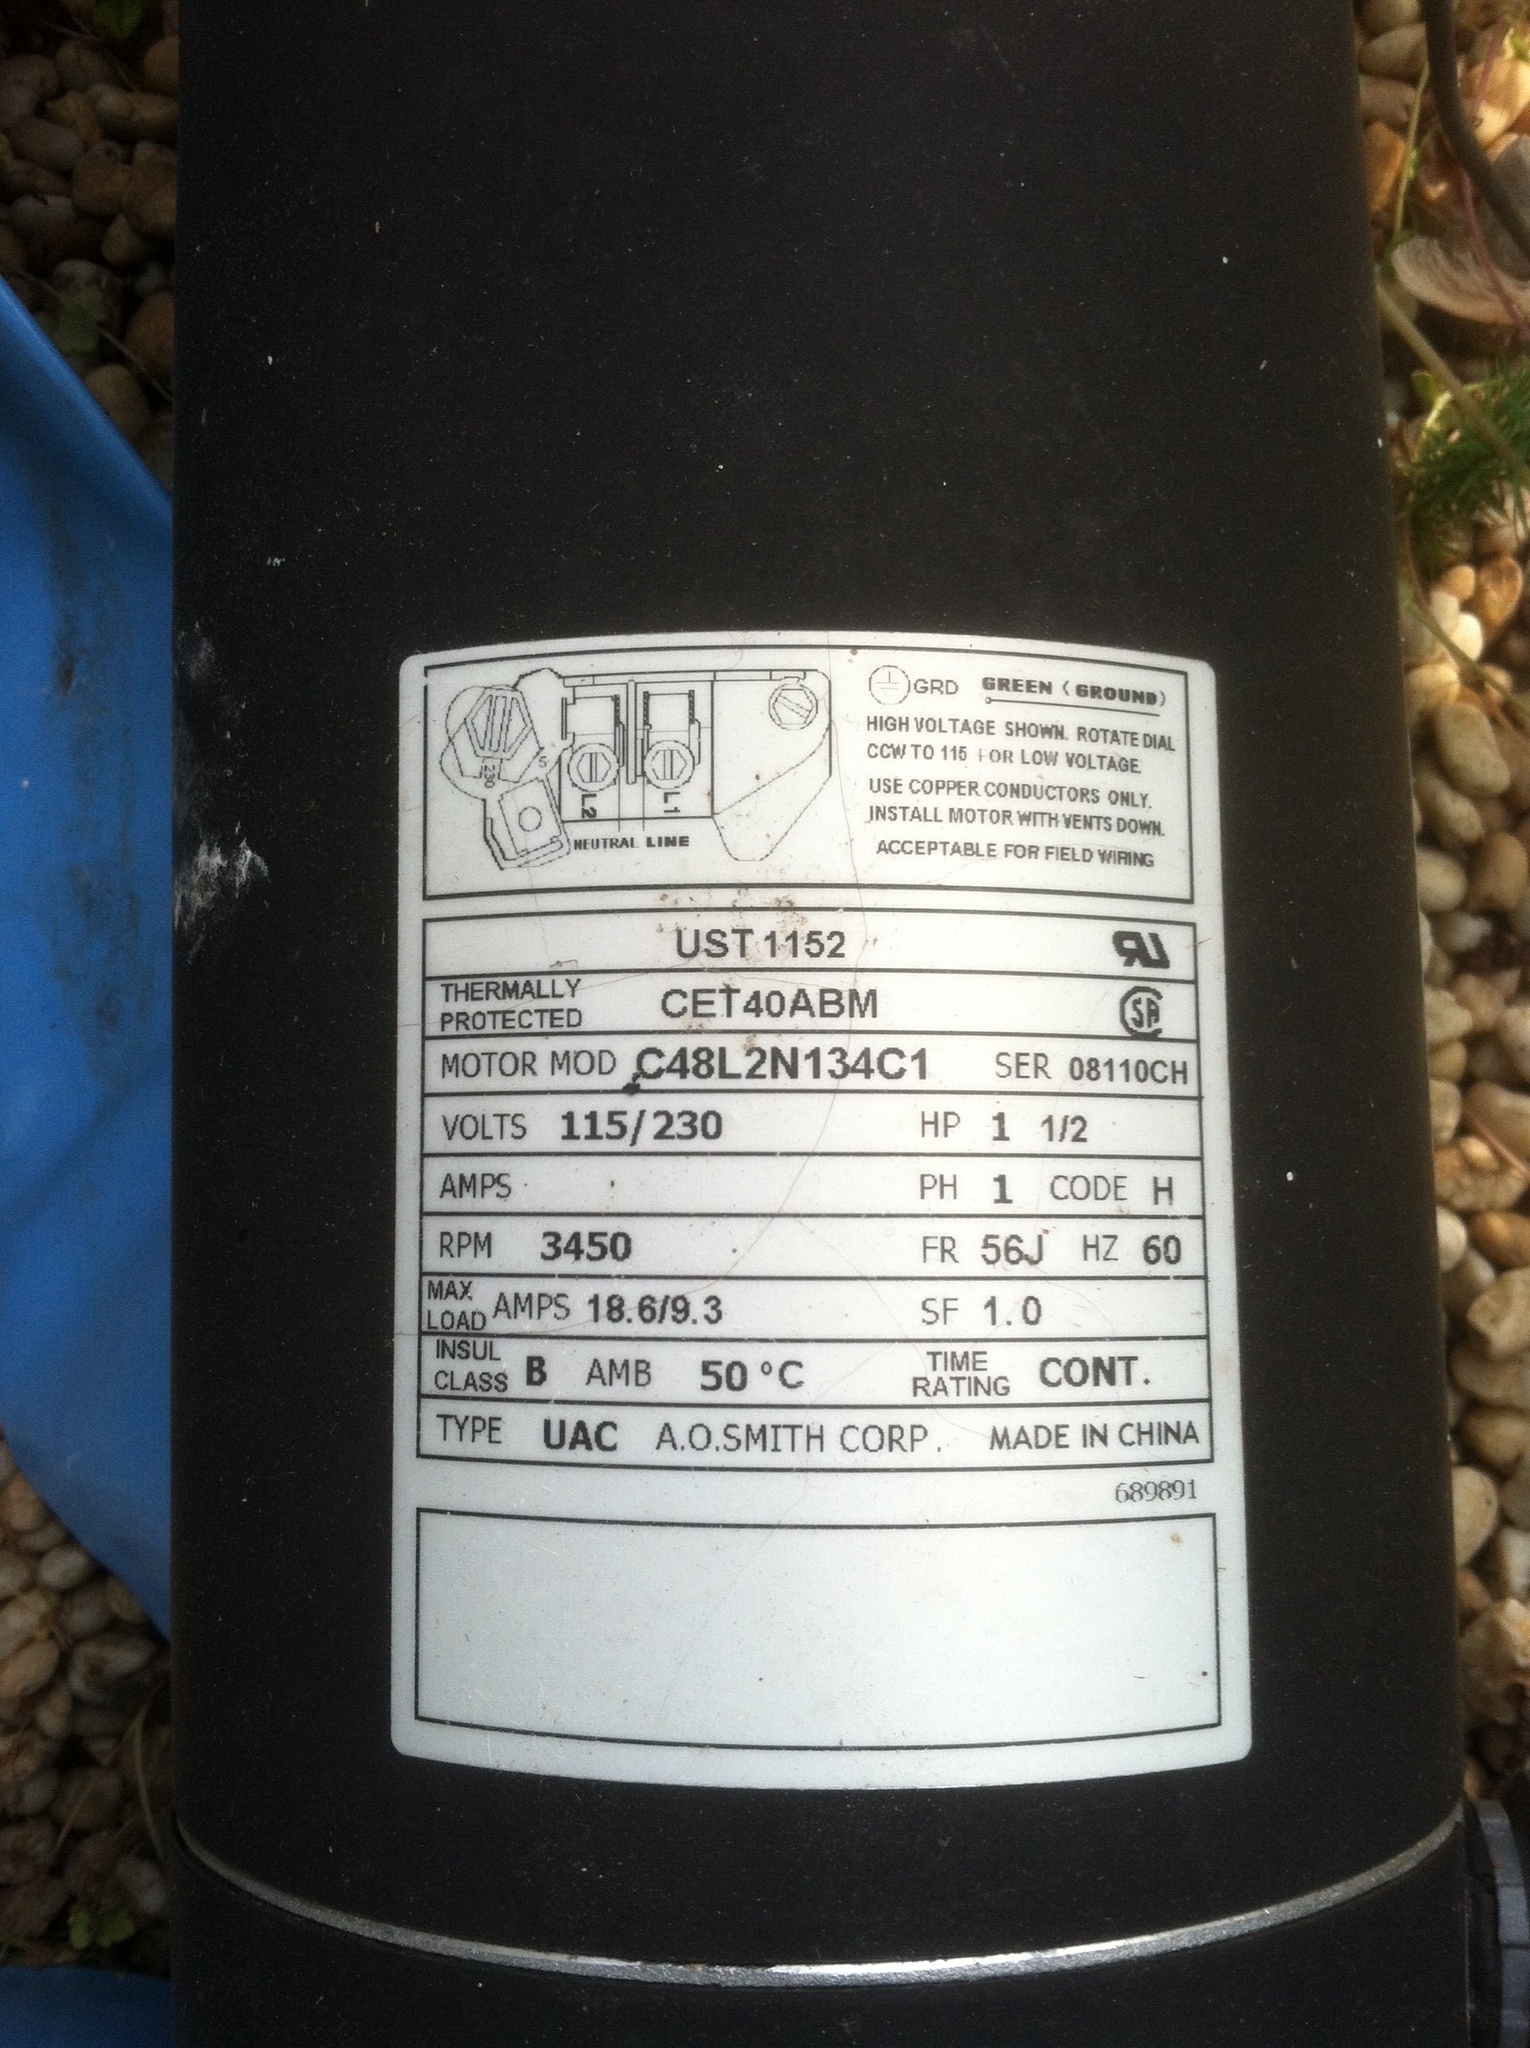 GRD GREEN (GROUND)
HIGH VOLTAGE SHOWN. ROTATE DIAL
CCW TO 115 FOR LOW VOLTAGE.
USE COPPER CONDUCTORS ONLY.
INSTALL MOTOR WITH VENTS DOWN.
ACCEPTABLE FOR FIELD WIRING
230
L2 L1
NEUTRAL LINE
UST 1152 RU
THERMALLY PROTECTED CET40ABM SA
MOTOR MOD C48L2N134C1 SER 08110CH
VOLTS 115/230 HP 1 1/2
AMPS PH 1 CODE H
RPM 3450 FR 56J HZ 60
MAX LOAD AMPS 18.6/9.3 SF 1.0
INSUL CLASS B AMB 50 °C TIME RATING CONT.
TYPE UAC A.O.SMITH CORP. MADE IN CHINA
689891